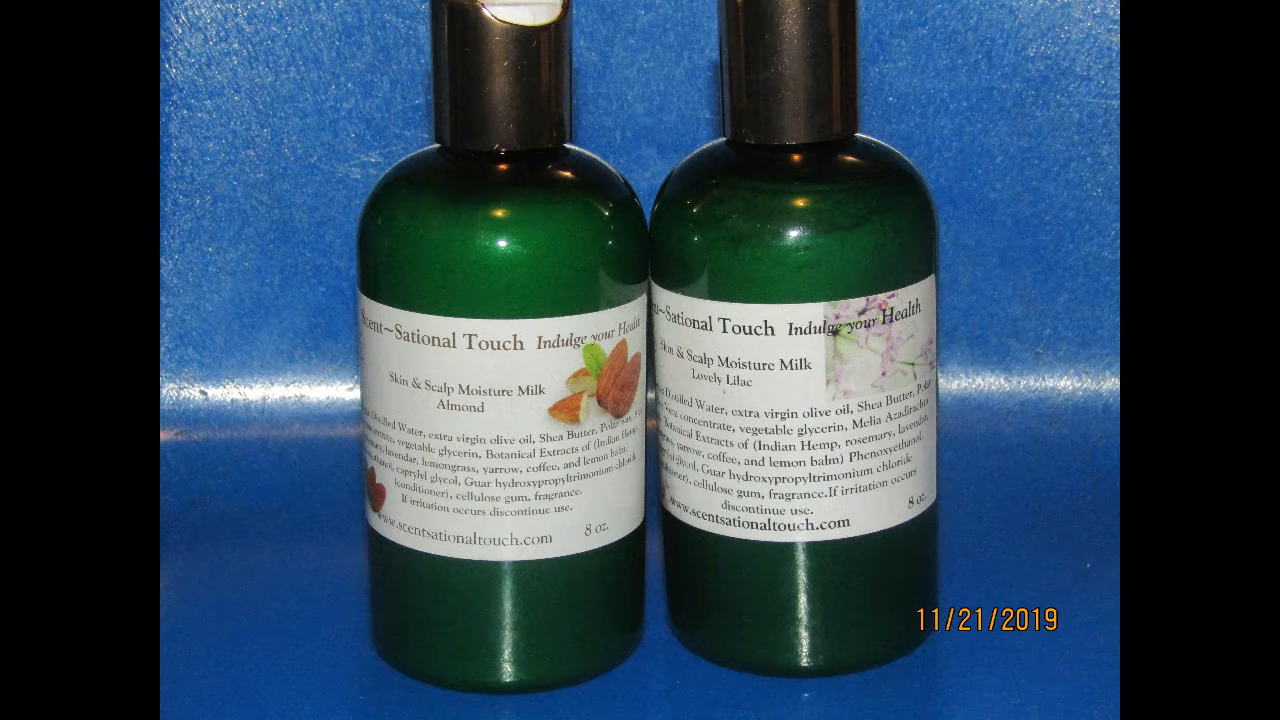 Scent~Sational Touch Indulge your Health
Skin & Scalp Moisture Milk
Almond
Distilled Water, extra virgin olive oil, Shea Butter, Polar
vegetable glycerin, Botanical Extracts of (Indian Hemp,
lavendar, lemongrass, yarrow, coffee, and lemon balm)
caprylyl glycol, Guar hydroxypropyltrimonium chloride
(conditioner), cellulose gum, fragrance.
If irritation occurs discontinue use.
www.scentsationaltouch.com 8 oz.
~Sational Touch Indulge your Health
Skin & Scalp Moisture Milk
Lovely Lilac
Distilled Water, extra virgin olive oil, Shea Butter, Polar
concentrate, vegetable glycerin, Melia Azadirachta
Botanical Extracts of (Indian Hemp, rosemary, lavendar,
yarrow, coffee, and lemon balm) Phenoxyethanol,
glycol, Guar hydroxypropyltrimonium chloride
cellulose gum, fragrance.If irritation occurs
discontinue use.
www.scentsationaltouch.com 8 oz.
11/21/2019